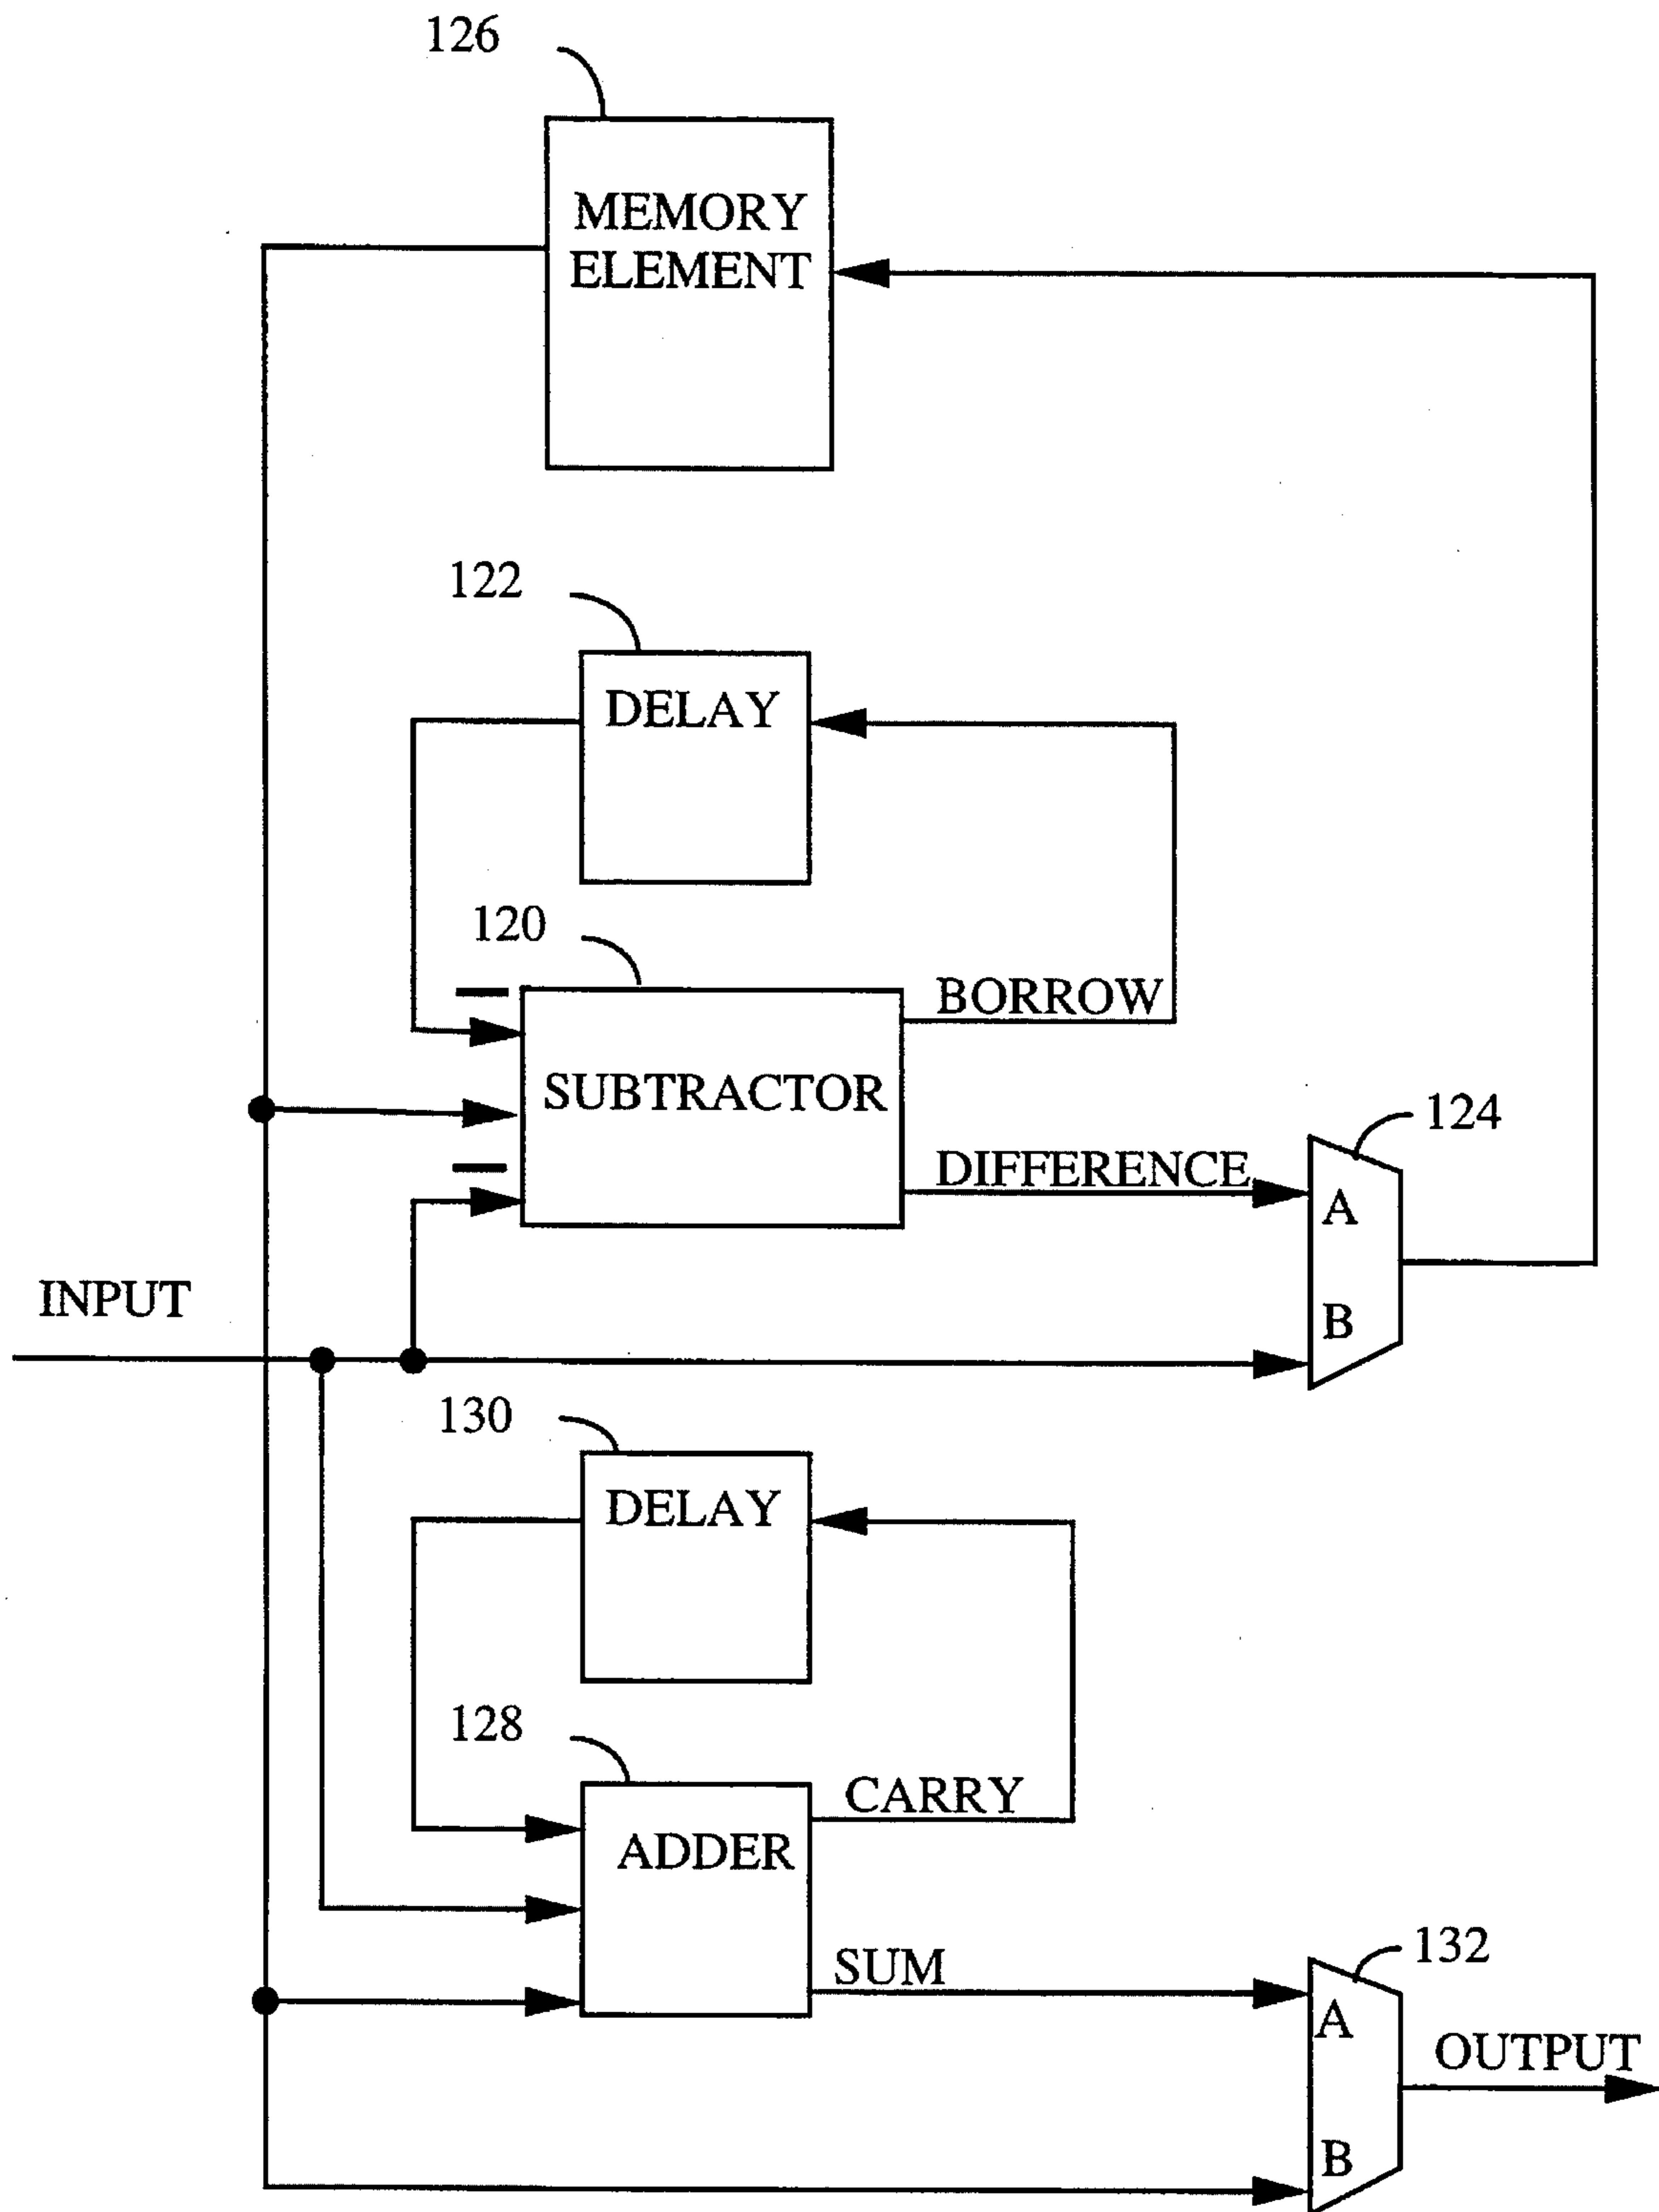 126
MEMORY
ELEMENT
122
DELAY
120
BORROW
SUBTRACTOR
124
DIFFERENCE
A
INPUT
B
130
DELAY
128
CARRY
ADDER
132
SUM
A
OUTPUT
B